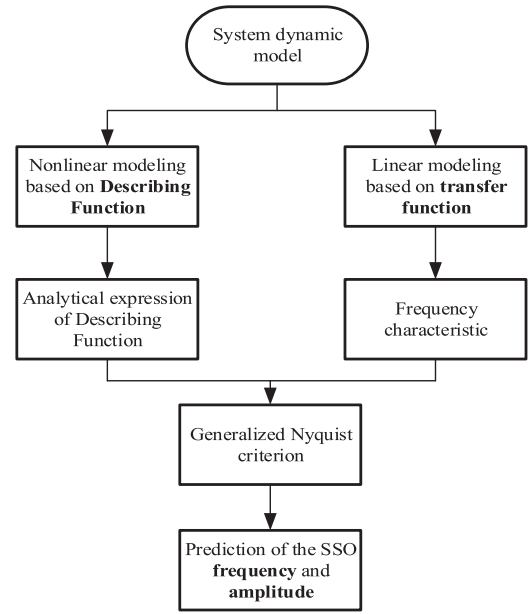 System dynamic
model
Nonlinear modeling
based on Describing
Function
Linear modeling
based on transfer
function
Analytical expression
of Describing
Function
Frequency
characteristic
Generalized Nyquist
criterion
Prediction of the SSO
frequency and
amplitude